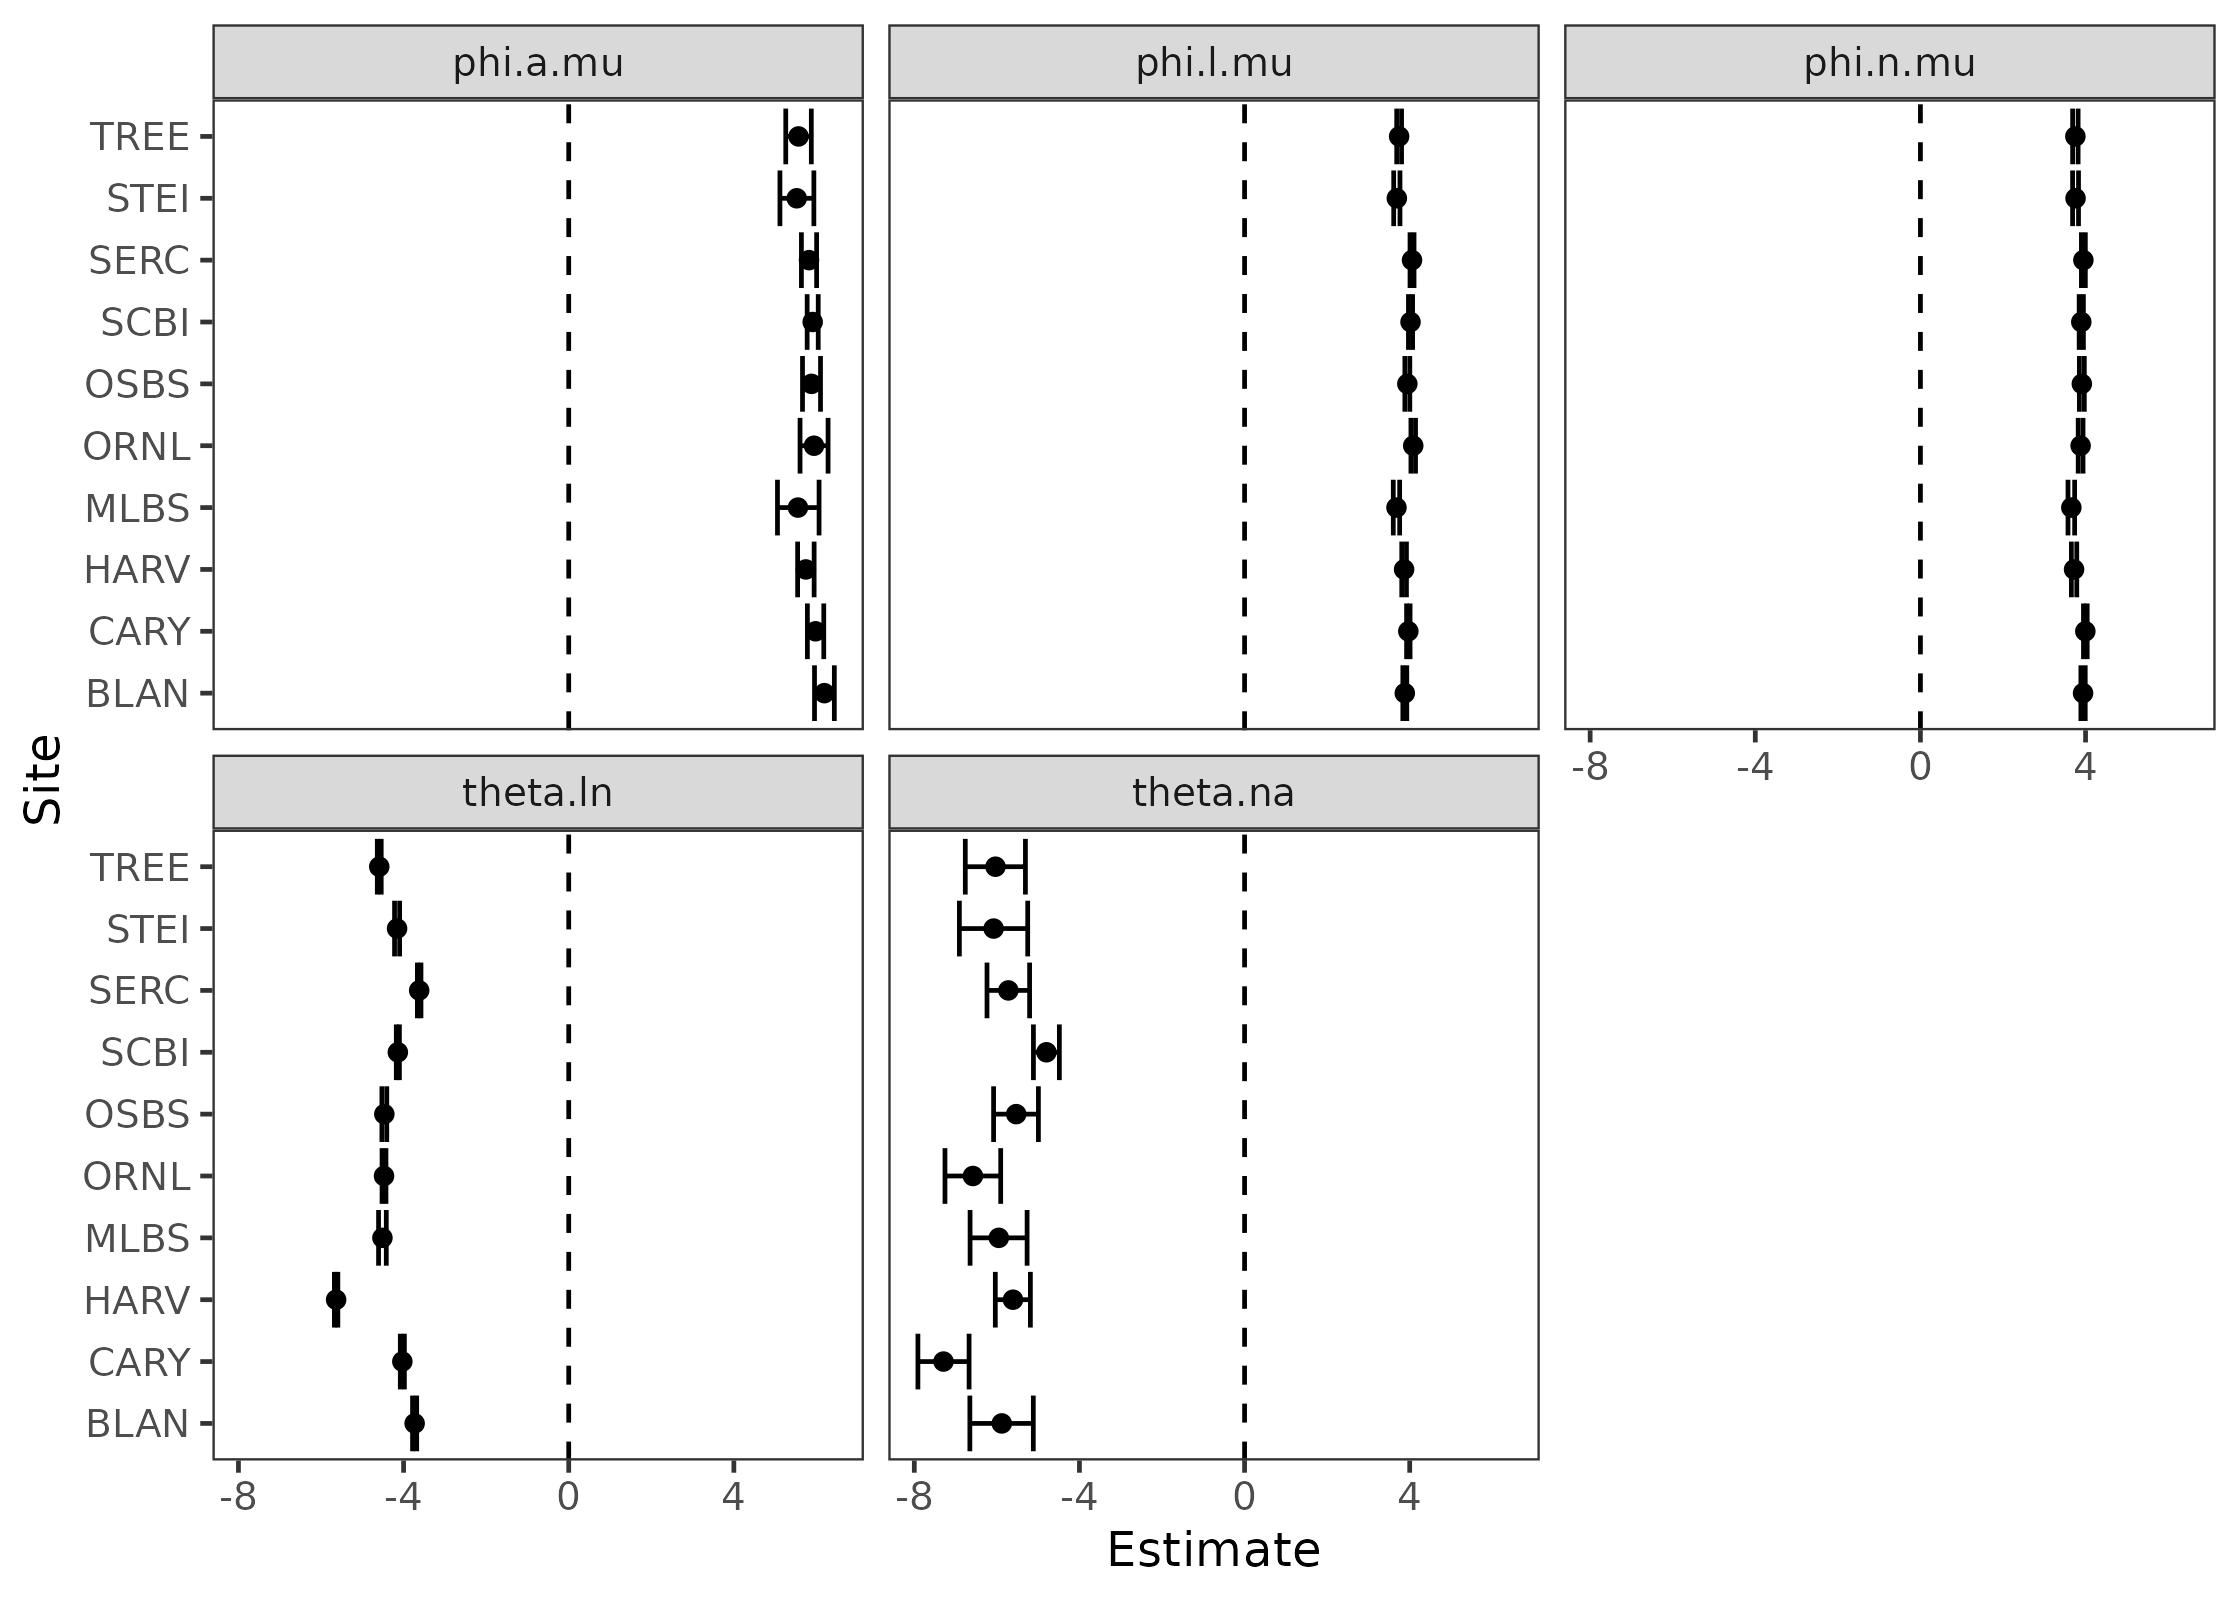 phi.a.mu phi.l.mu phi.n.mu
TREE
STEI
SERC
SCBI
OSBS
ORNL
MLBS
HARV
CARY
BLAN
-8 -4 0 4
Site
theta.ln theta.na
TREE
STEI
SERC
SCBI
OSBS
ORNL
MLBS
HARV
CARY
BLAN
-8 -4 0 4 -8 -4 0 4
Estimate